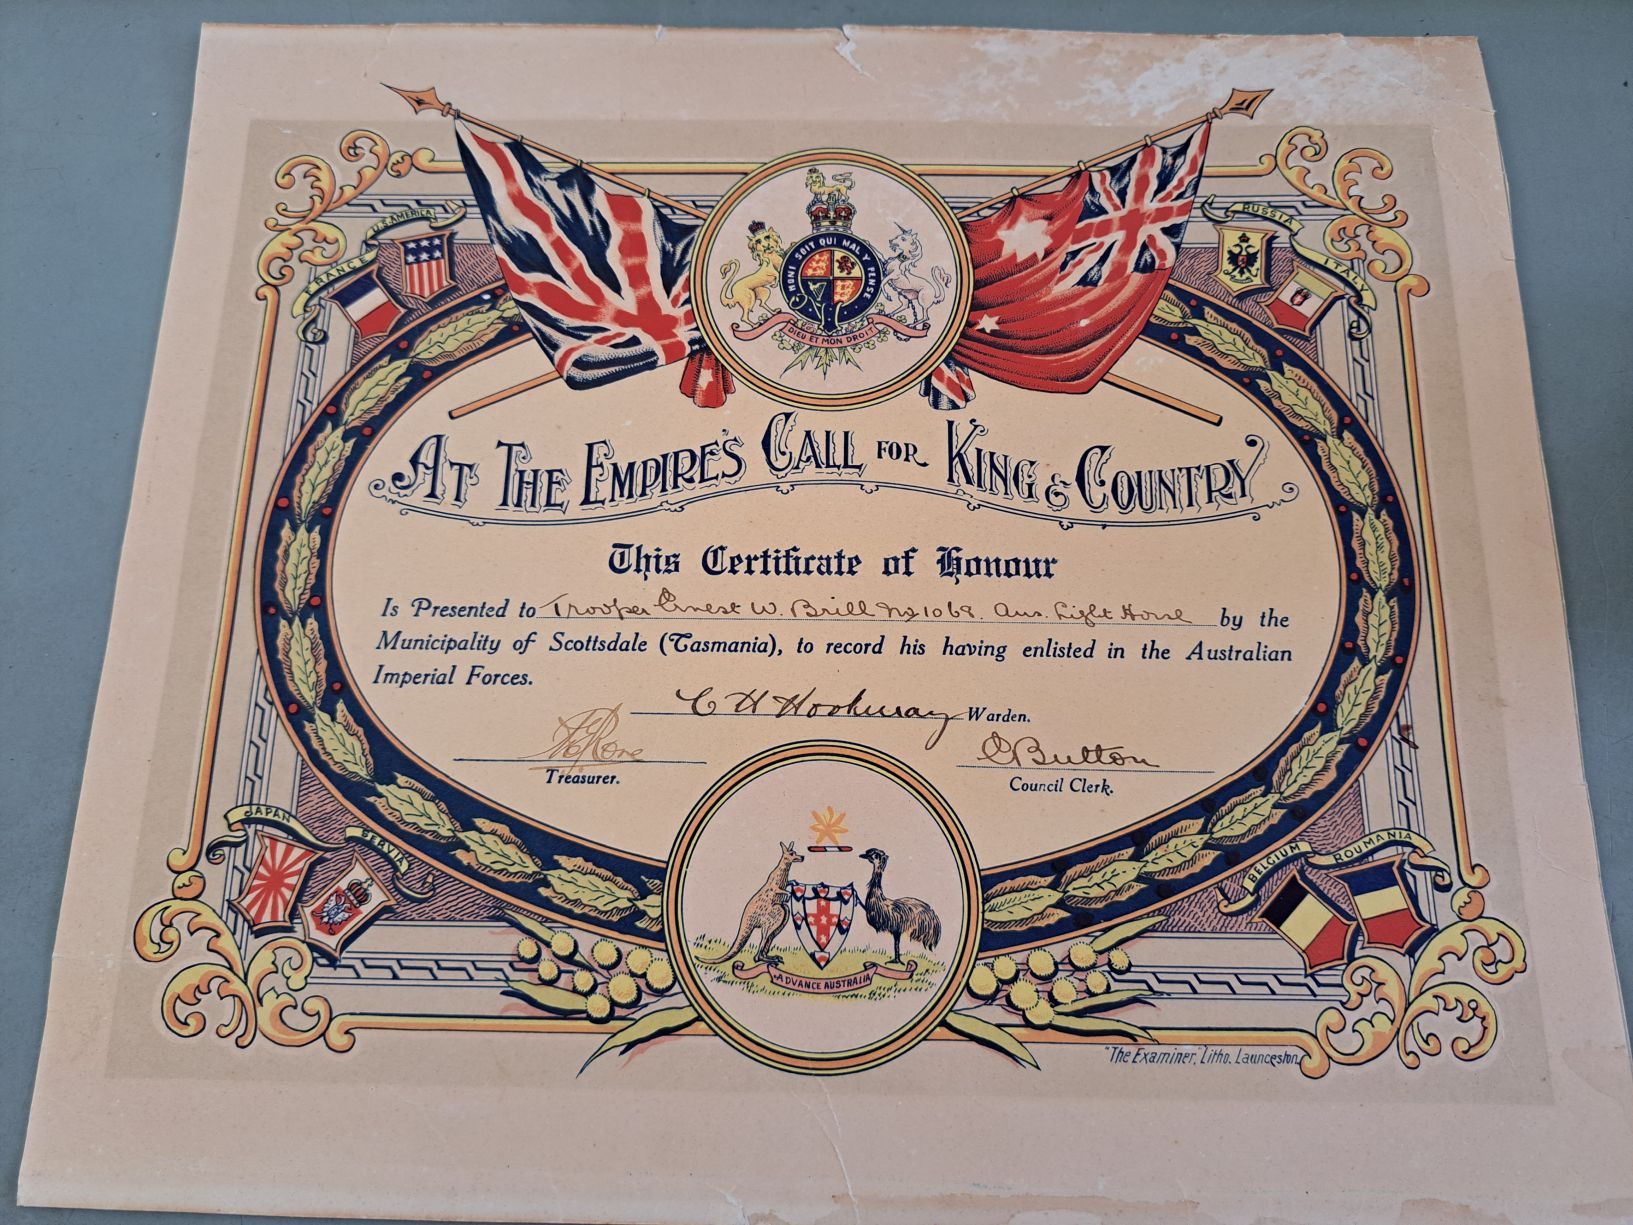 U.S. AMERICA
FRANCE
RUSSIA
ITALY
HONI SOIT QUI MAL Y PENSE
DIEU ET MON DROIT
AT THE EMPIRE'S CALL FOR KING & COUNTRY
This Certificate of Honour
Is Presented to Trooper Ernest W. Brill No 1068. Aus. Light Horse by the
Municipality of Scottsdale (Tasmania), to record his having enlisted in the Australian
Imperial Forces.
C H Hookway Warden.
Treasurer.
C Button
Council Clerk.
JAPAN
SERVIA
BELGIUM
ROUMANIA
ADVANCE AUSTRALIA
"The Examiner," Litho. Launceston